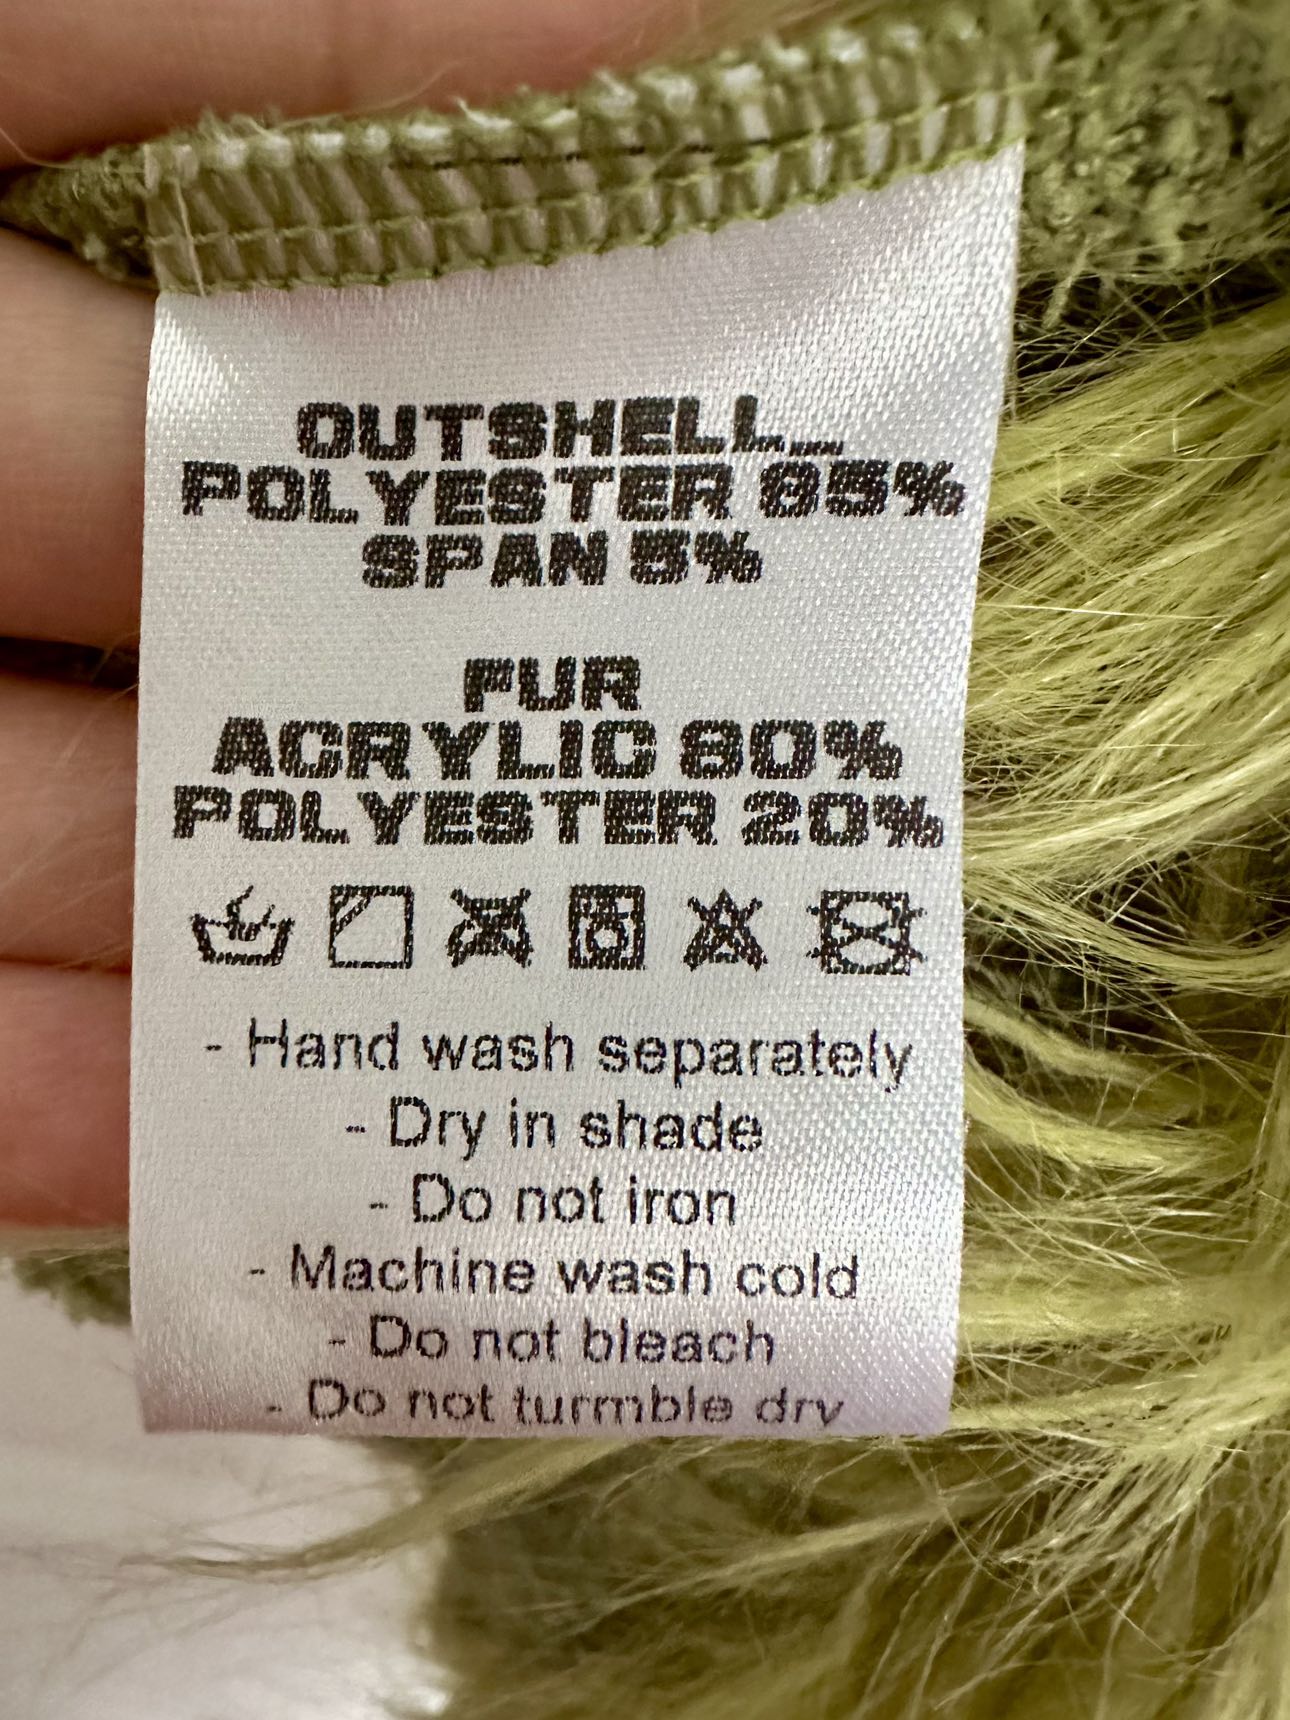 OUTSHELL...
POLYESTER 95%
SPAN 5%
FUR
ACRYLIC 80%
POLYESTER 20%
- Hand wash separately
- Dry in shade
- Do not iron
- Machine wash cold
- Do not bleach
- Do not turmble dry